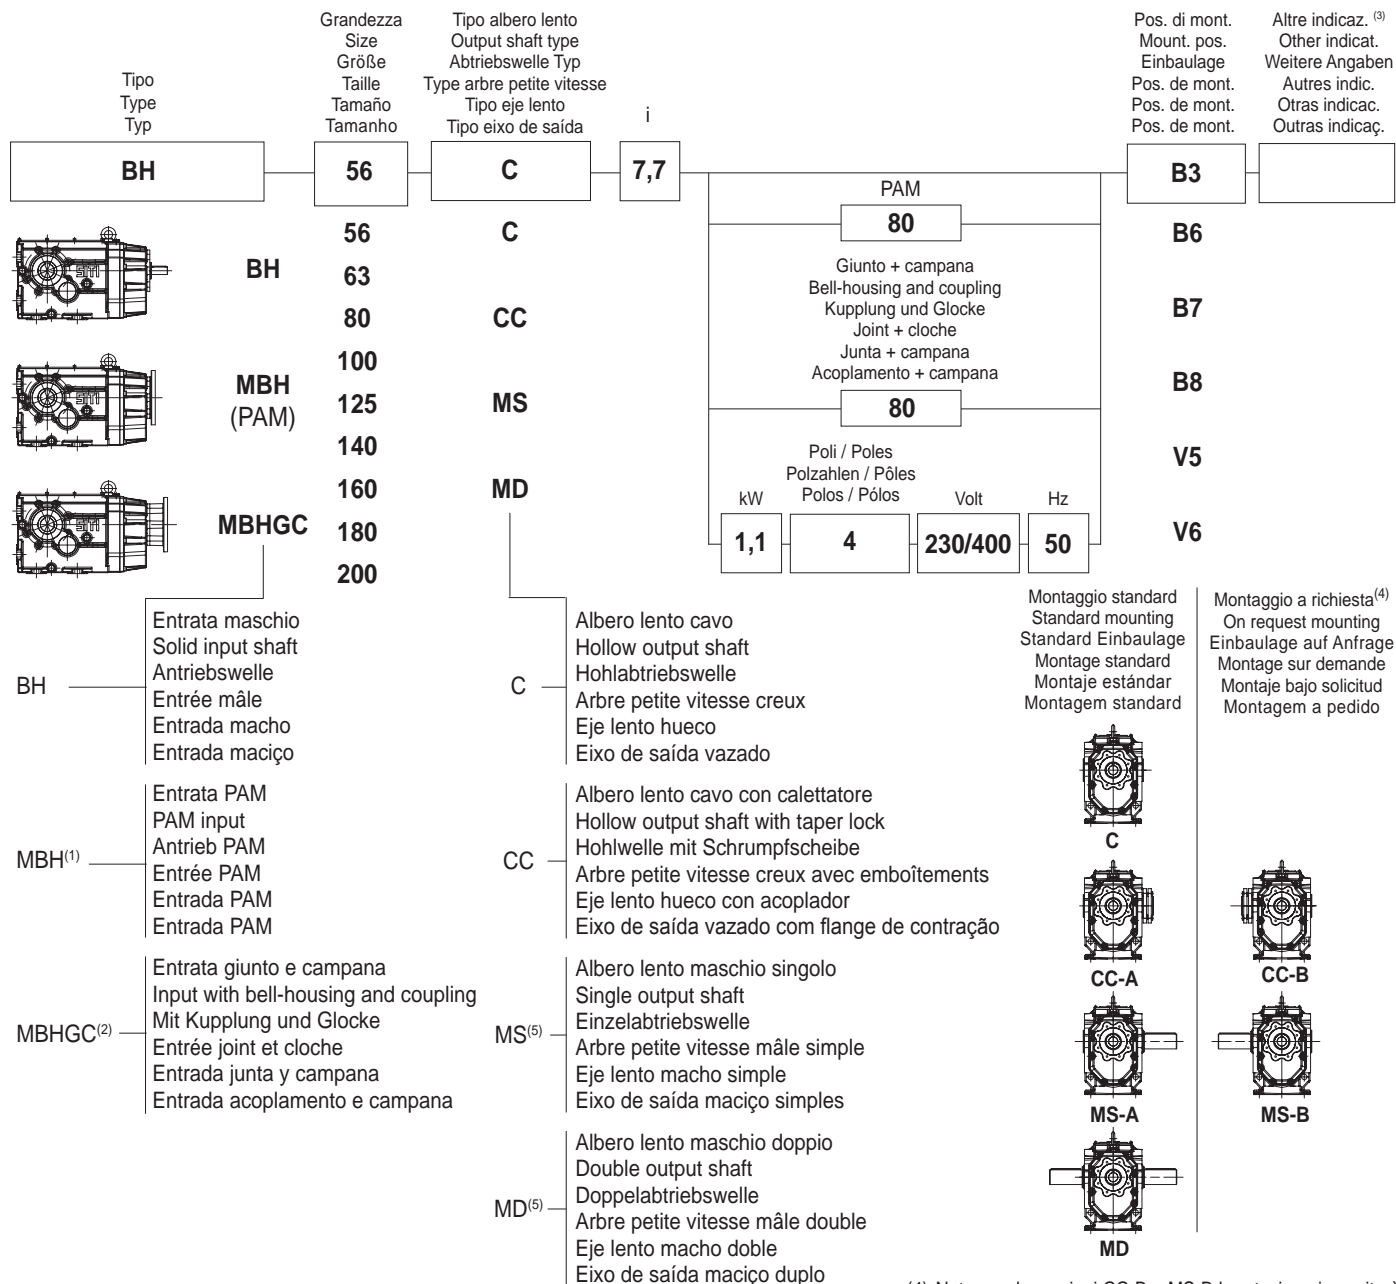 Tipo
Type
Typ
Grandezza
Size
Größe
Taille
Tamaño
Tamanho
Tipo albero lento
Output shaft type
Abtriebswelle Typ
Type arbre petite vitesse
Tipo eje lento
Tipo eixo de saída
i
Pos. di mont.
Mount. pos.
Einbaulage
Pos. de mont.
Pos. de mont.
Pos. de mont.
Altre indicaz. (3)
Other indicat.
Weitere Angaben
Autres indic.
Otras indicac.
Outras indicaç.
BH
56
C
7,7
B3
PAM
80
Giunto + campana
Bell-housing and coupling
Kupplung und Glocke
Joint + cloche
Junta + campana
Acoplamento + campana
80
kW
Poli / Poles
Polzahlen / Pôles
Polos / Pólos
Volt
Hz
1,1
4
230/400
50
BH
MBH
(PAM)
MBHGC
56
63
80
100
125
140
160
180
200
C
CC
MS
MD
B6
B7
B8
V5
V6
BH
Entrata maschio
Solid input shaft
Antriebswelle
Entrée mâle
Entrada macho
Entrada maciço
MBH(1)
Entrata PAM
PAM input
Antrieb PAM
Entrée PAM
Entrada PAM
Entrada PAM
MBHGC(2)
Entrata giunto e campana
Input with bell-housing and coupling
Mit Kupplung und Glocke
Entrée joint et cloche
Entrada junta y campana
Entrada acoplamento e campana
C
Albero lento cavo
Hollow output shaft
Hohlabtriebswelle
Arbre petite vitesse creux
Eje lento hueco
Eixo de saída vazado
CC
Albero lento cavo con calettatore
Hollow output shaft with taper lock
Hohlwelle mit Schrumpfscheibe
Arbre petite vitesse creux avec emboîtements
Eje lento hueco con acoplador
Eixo de saída vazado com flange de contração
MS(5)
Albero lento maschio singolo
Single output shaft
Einzelabtriebswelle
Arbre petite vitesse mâle simple
Eje lento macho simple
Eixo de saída maciço simples
MD(5)
Albero lento maschio doppio
Double output shaft
Doppelabtriebswelle
Arbre petite vitesse mâle double
Eje lento macho doble
Eixo de saída maciço duplo
Montaggio standard
Standard mounting
Standard Einbaulage
Montage standard
Montaje estándar
Montagem standard
Montaggio a richiesta(4)
On request mounting
Einbaulage auf Anfrage
Montage sur demande
Montaje bajo solicitud
Montagem a pedido
C
CC-A
CC-B
MS-A
MS-B
MD